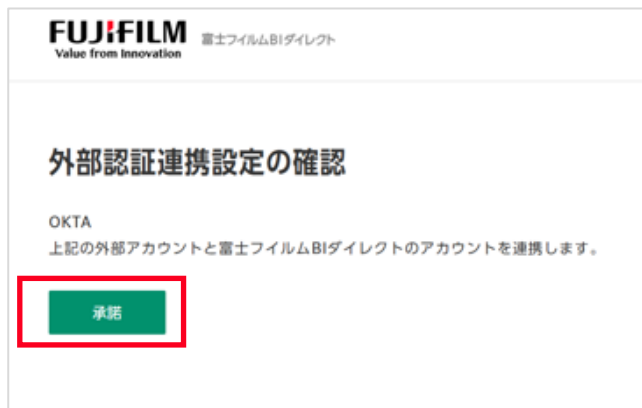 FUJIFILM
Value from Innovation
富士フイルムBIダイレクト
外部認証連携設定の確認
OKTA
上記の外部アカウントと富士フイルムBIダイレクトのアカウントを連携します。
承諾